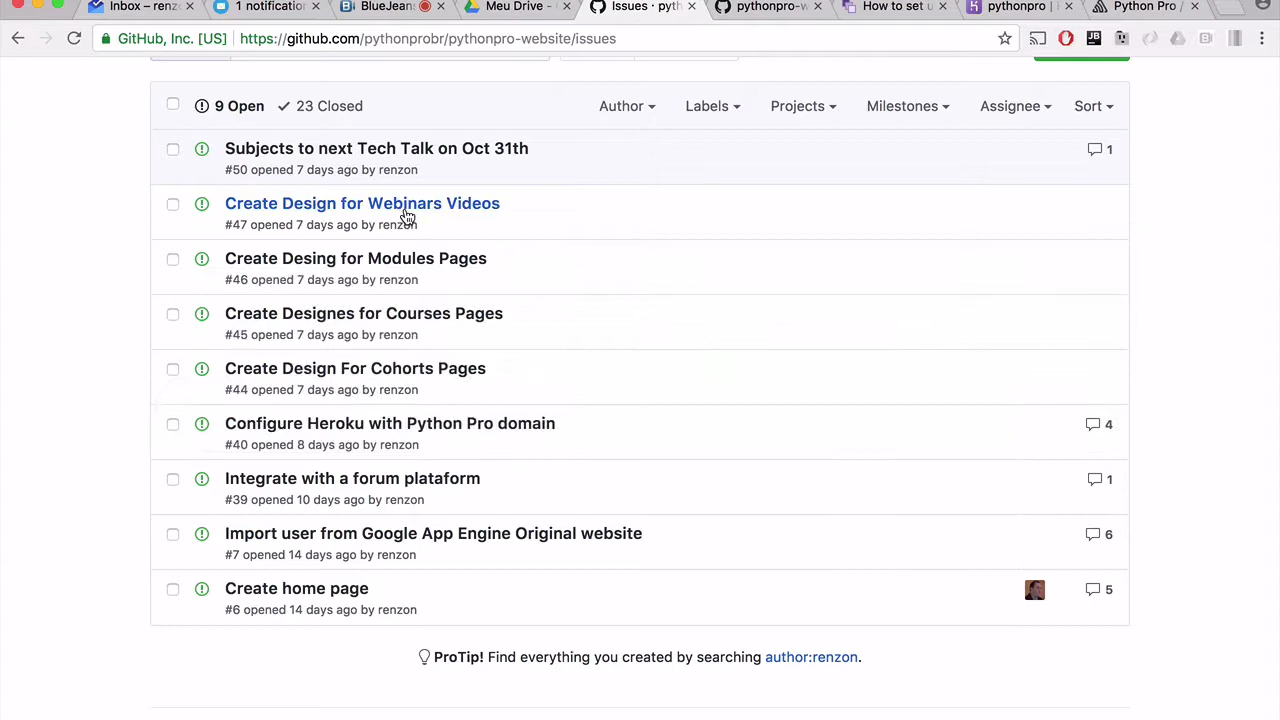 Inbox – renz
1 notification
BlueJeans
Meu Drive -
Issues · pyth
pythonpro-w
How to set u
pythonpro |
Python Pro /
GitHub, Inc. [US] https://github.com/pythonprobr/pythonpro-website/issues
9 Open 23 Closed Author Labels Projects Milestones Assignee Sort
Subjects to next Tech Talk on Oct 31th 1
#50 opened 7 days ago by renzon
Create Design for Webinars Videos
#47 opened 7 days ago by renzon
Create Desing for Modules Pages
#46 opened 7 days ago by renzon
Create Designes for Courses Pages
#45 opened 7 days ago by renzon
Create Design For Cohorts Pages
#44 opened 7 days ago by renzon
Configure Heroku with Python Pro domain 4
#40 opened 8 days ago by renzon
Integrate with a forum plataform 1
#39 opened 10 days ago by renzon
Import user from Google App Engine Original website 6
#7 opened 14 days ago by renzon
Create home page 5
#6 opened 14 days ago by renzon
ProTip! Find everything you created by searching author:renzon.